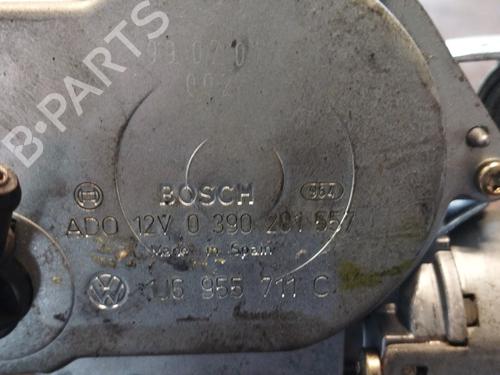 B-PARTS
BOSCH
ADO 12V 0 390 201 557
Made in Spain
1J6 955 711 C